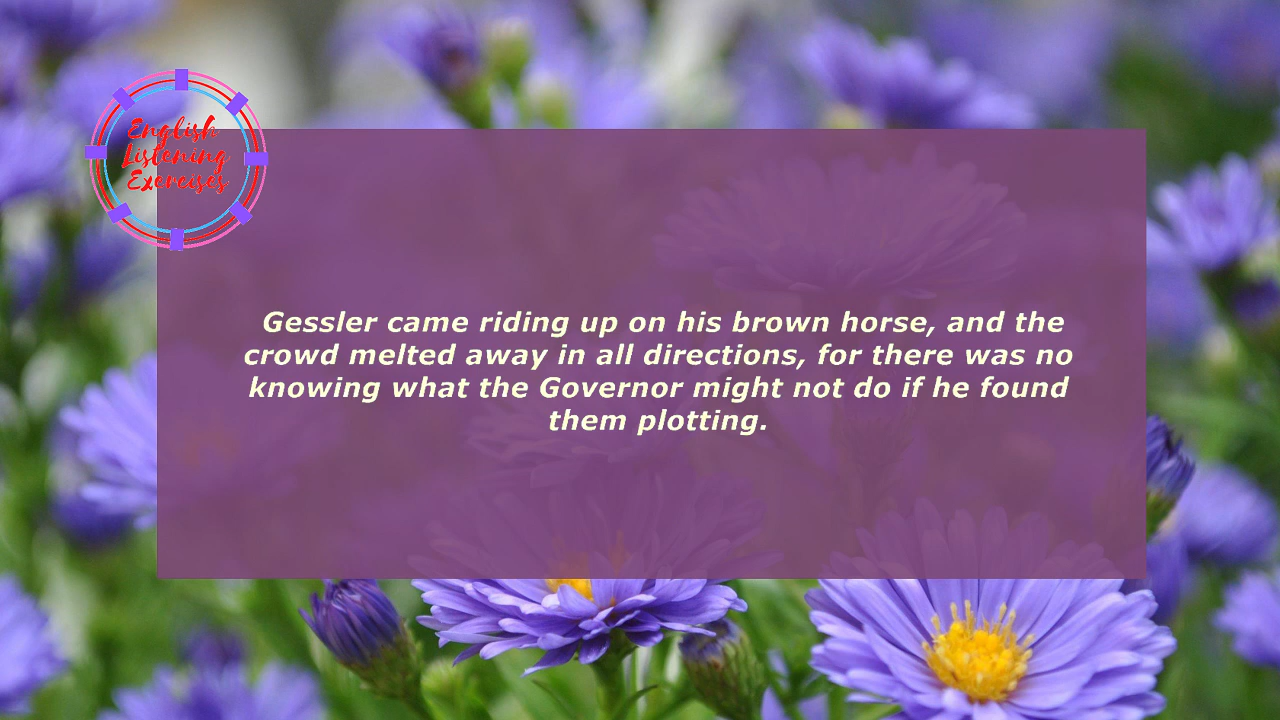 English
Listening
Exercises
Gessler came riding up on his brown horse, and the
crowd melted away in all directions, for there was no
knowing what the Governor might not do if he found
them plotting.